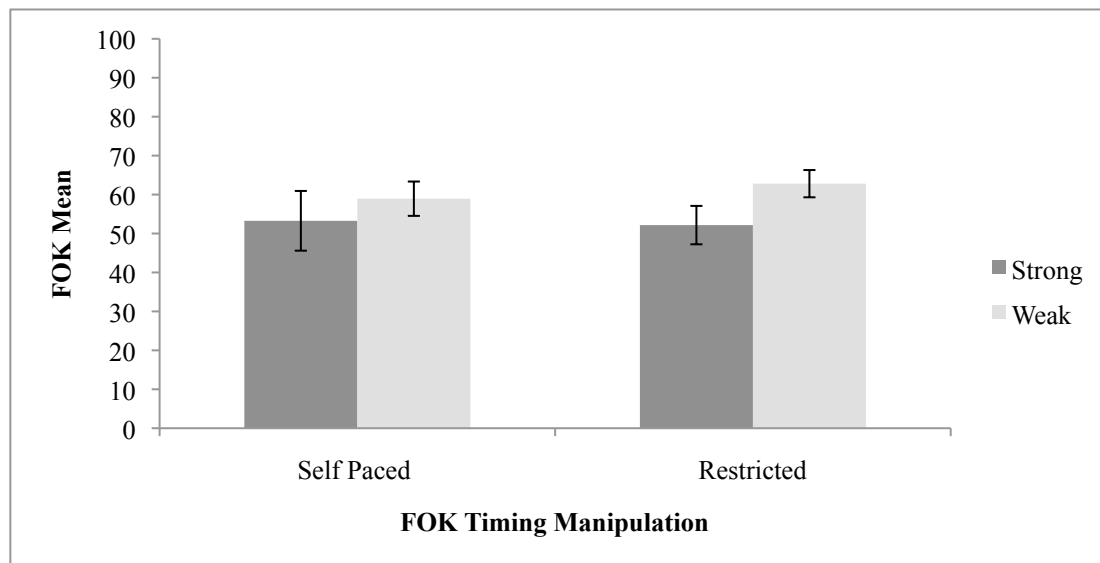 100
90
80
70
60
50
40
30
20
10
0
FOK Mean
Self Paced
Restricted
FOK Timing Manipulation
Strong
Weak